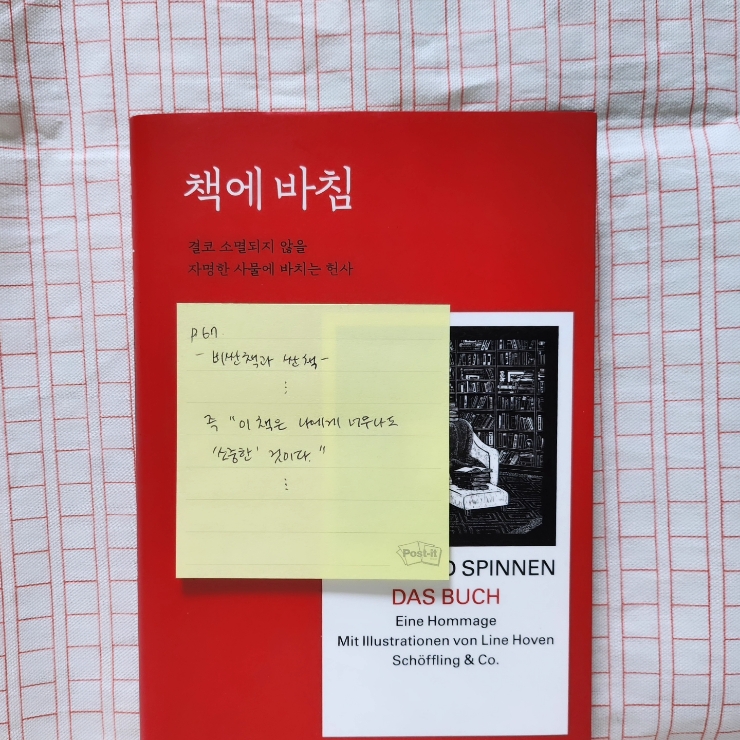 책에 바침
결코 소멸되지 않을
자명한 사물에 바치는 헌사
p 67.
- 비싼책과 싼책 -
⋮
즉 "이 책은 나에게 너무나도
'소중한' 것이다."
⋮
Post-it
SPINNEN
DAS BUCH
Eine Hommage
Mit Illustrationen von Line Hoven
Schöffling & Co.